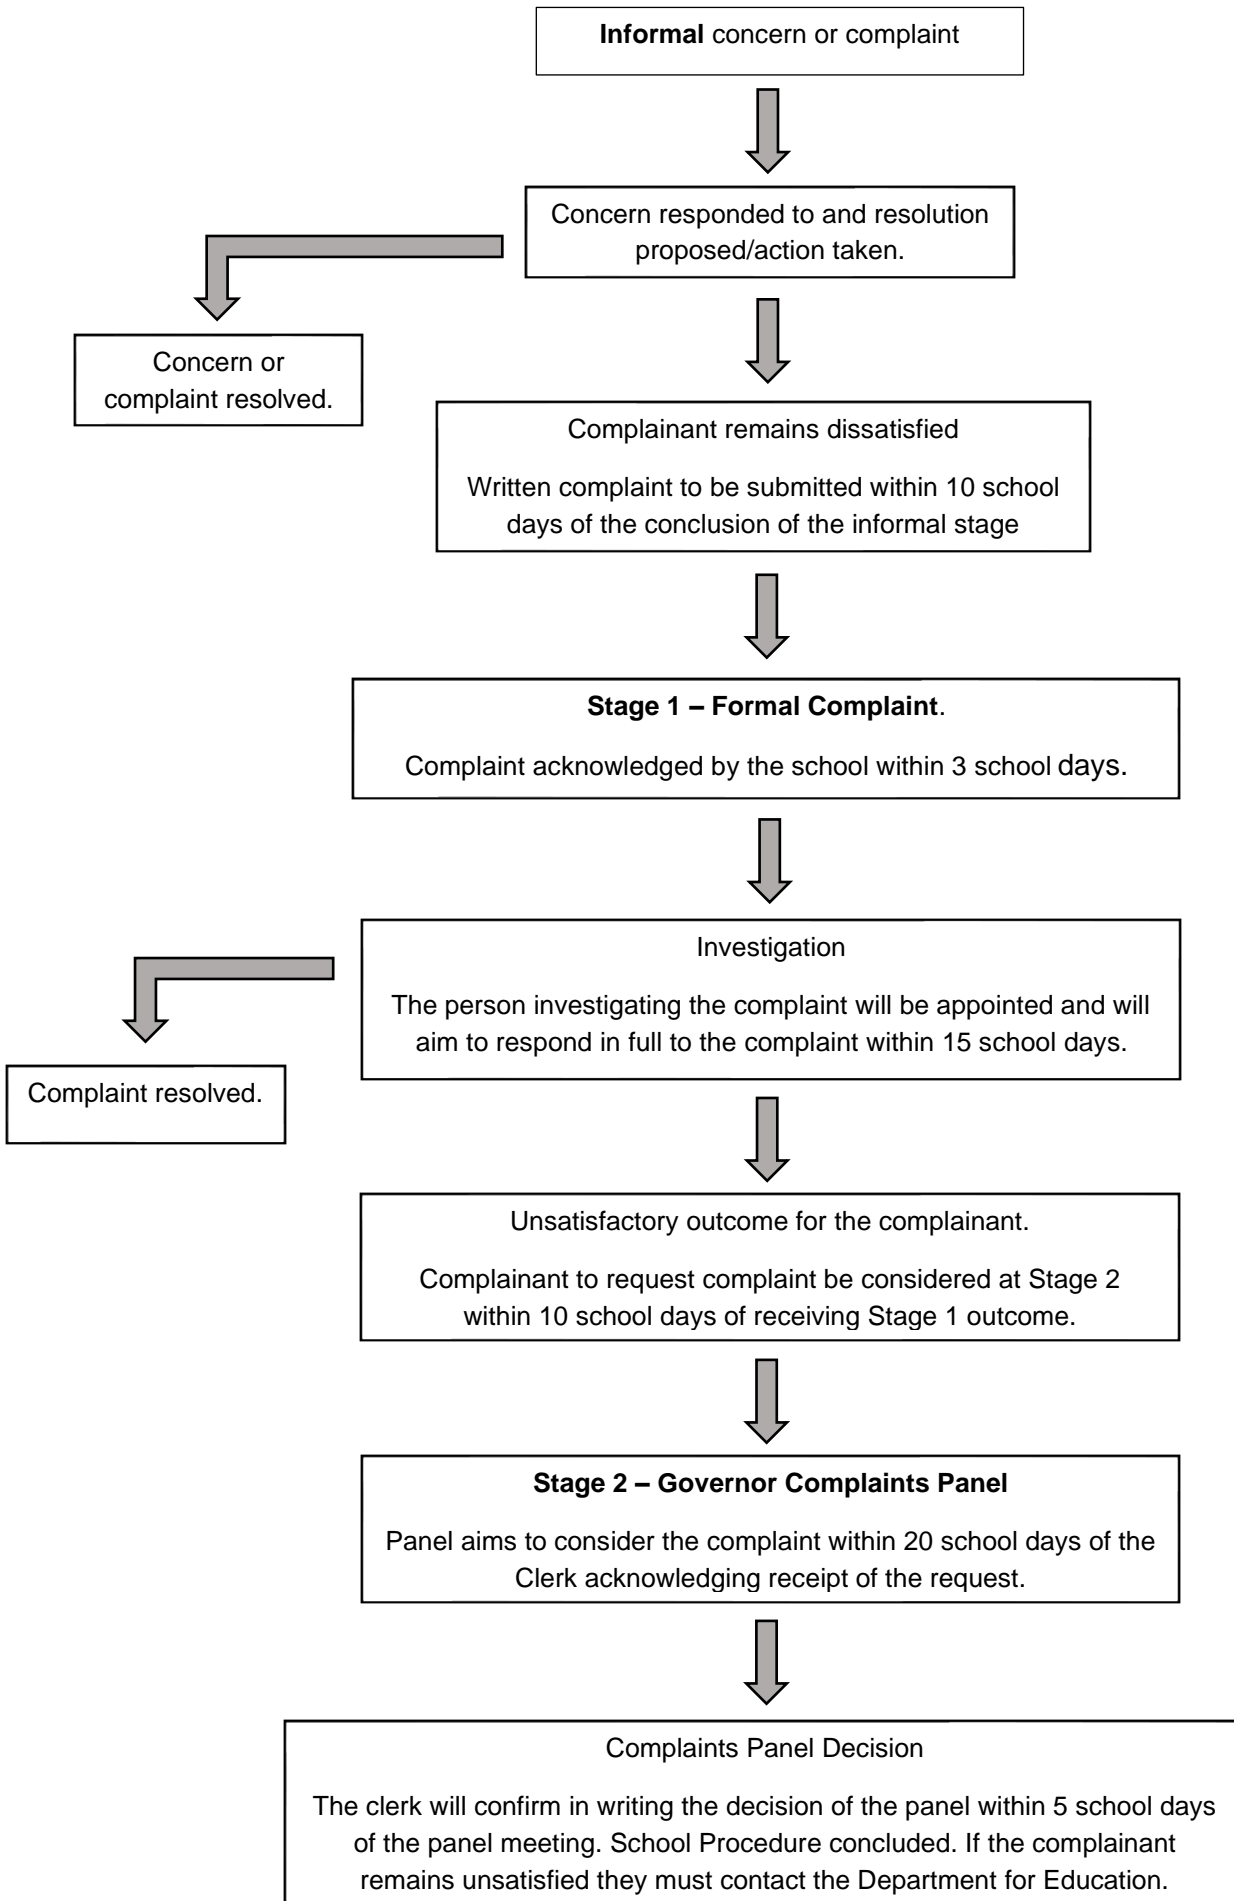 Informal concern or complaint
Concern responded to and resolution
proposed/action taken.
Concern or
complaint resolved.
Complainant remains dissatisfied
Written complaint to be submitted within 10 school
days of the conclusion of the informal stage
Stage 1 – Formal Complaint.
Complaint acknowledged by the school within 3 school days.
Investigation
The person investigating the complaint will be appointed and will
aim to respond in full to the complaint within 15 school days.
Complaint resolved.
Unsatisfactory outcome for the complainant.
Complainant to request complaint be considered at Stage 2
within 10 school days of receiving Stage 1 outcome.
Stage 2 – Governor Complaints Panel
Panel aims to consider the complaint within 20 school days of the
Clerk acknowledging receipt of the request.
Complaints Panel Decision
The clerk will confirm in writing the decision of the panel within 5 school days
of the panel meeting. School Procedure concluded. If the complainant
remains unsatisfied they must contact the Department for Education.